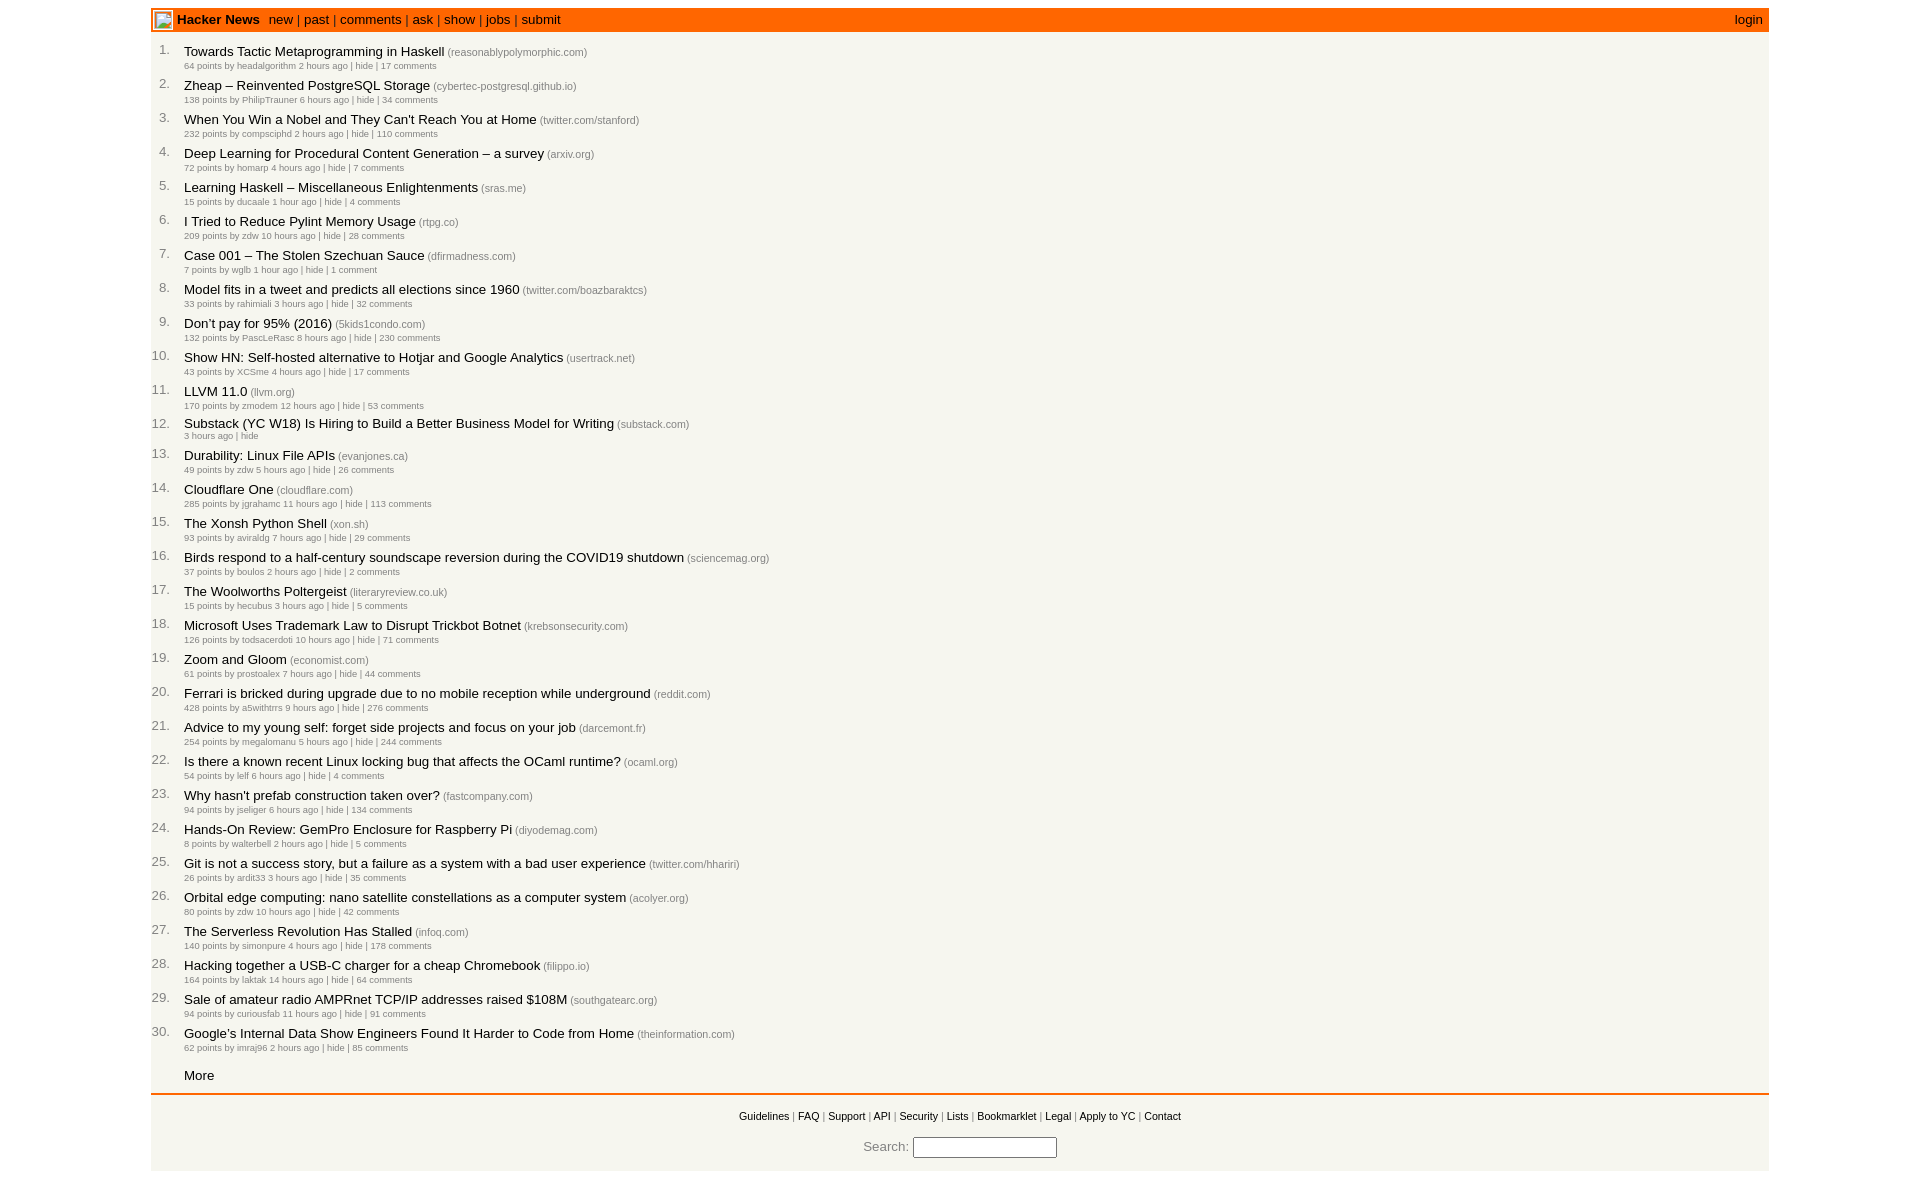 Hacker News new | past | comments | ask | show | jobs | submit login
1. Towards Tactic Metaprogramming in Haskell (reasonablypolymorphic.com)
64 points by headalgorithm 2 hours ago | hide | 17 comments
2. Zheap – Reinvented PostgreSQL Storage (cybertec-postgresql.github.io)
138 points by PhilipTrauner 6 hours ago | hide | 34 comments
3. When You Win a Nobel and They Can't Reach You at Home (twitter.com/stanford)
232 points by compsciphd 2 hours ago | hide | 110 comments
4. Deep Learning for Procedural Content Generation – a survey (arxiv.org)
72 points by homarp 4 hours ago | hide | 7 comments
5. Learning Haskell – Miscellaneous Enlightenments (sras.me)
15 points by ducaale 1 hour ago | hide | 4 comments
6. I Tried to Reduce Pylint Memory Usage (rtpg.co)
209 points by zdw 10 hours ago | hide | 28 comments
7. Case 001 – The Stolen Szechuan Sauce (dfirmadness.com)
7 points by wglb 1 hour ago | hide | 1 comment
8. Model fits in a tweet and predicts all elections since 1960 (twitter.com/boazbaraktcs)
33 points by rahimiali 3 hours ago | hide | 32 comments
9. Don’t pay for 95% (2016) (5kids1condo.com)
132 points by PascLeRasc 8 hours ago | hide | 230 comments
10. Show HN: Self-hosted alternative to Hotjar and Google Analytics (usertrack.net)
43 points by XCSme 4 hours ago | hide | 17 comments
11. LLVM 11.0 (llvm.org)
170 points by zmodem 12 hours ago | hide | 53 comments
12. Substack (YC W18) Is Hiring to Build a Better Business Model for Writing (substack.com)
3 hours ago | hide
13. Durability: Linux File APIs (evanjones.ca)
49 points by zdw 5 hours ago | hide | 26 comments
14. Cloudflare One (cloudflare.com)
285 points by jgrahamc 11 hours ago | hide | 113 comments
15. The Xonsh Python Shell (xon.sh)
93 points by aviraldg 7 hours ago | hide | 29 comments
16. Birds respond to a half-century soundscape reversion during the COVID19 shutdown (sciencemag.org)
37 points by boulos 2 hours ago | hide | 2 comments
17. The Woolworths Poltergeist (literaryreview.co.uk)
15 points by hecubus 3 hours ago | hide | 5 comments
18. Microsoft Uses Trademark Law to Disrupt Trickbot Botnet (krebsonsecurity.com)
126 points by todsacerdoti 10 hours ago | hide | 71 comments
19. Zoom and Gloom (economist.com)
61 points by prostoalex 7 hours ago | hide | 44 comments
20. Ferrari is bricked during upgrade due to no mobile reception while underground (reddit.com)
428 points by a5withtrrs 9 hours ago | hide | 276 comments
21. Advice to my young self: forget side projects and focus on your job (darcemont.fr)
254 points by megalomanu 5 hours ago | hide | 244 comments
22. Is there a known recent Linux locking bug that affects the OCaml runtime? (ocaml.org)
54 points by lelf 6 hours ago | hide | 4 comments
23. Why hasn't prefab construction taken over? (fastcompany.com)
94 points by jseliger 6 hours ago | hide | 134 comments
24. Hands-On Review: GemPro Enclosure for Raspberry Pi (diyodemag.com)
8 points by walterbell 2 hours ago | hide | 5 comments
25. Git is not a success story, but a failure as a system with a bad user experience (twitter.com/hhariri)
26 points by ardit33 3 hours ago | hide | 35 comments
26. Orbital edge computing: nano satellite constellations as a computer system (acolyer.org)
80 points by zdw 10 hours ago | hide | 42 comments
27. The Serverless Revolution Has Stalled (infoq.com)
140 points by simonpure 4 hours ago | hide | 178 comments
28. Hacking together a USB-C charger for a cheap Chromebook (filippo.io)
164 points by laktak 14 hours ago | hide | 64 comments
29. Sale of amateur radio AMPRnet TCP/IP addresses raised $108M (southgatearc.org)
94 points by curiousfab 11 hours ago | hide | 91 comments
30. Google’s Internal Data Show Engineers Found It Harder to Code from Home (theinformation.com)
62 points by imraj96 2 hours ago | hide | 85 comments
More
Guidelines | FAQ | Support | API | Security | Lists | Bookmarklet | Legal | Apply to YC | Contact
Search: